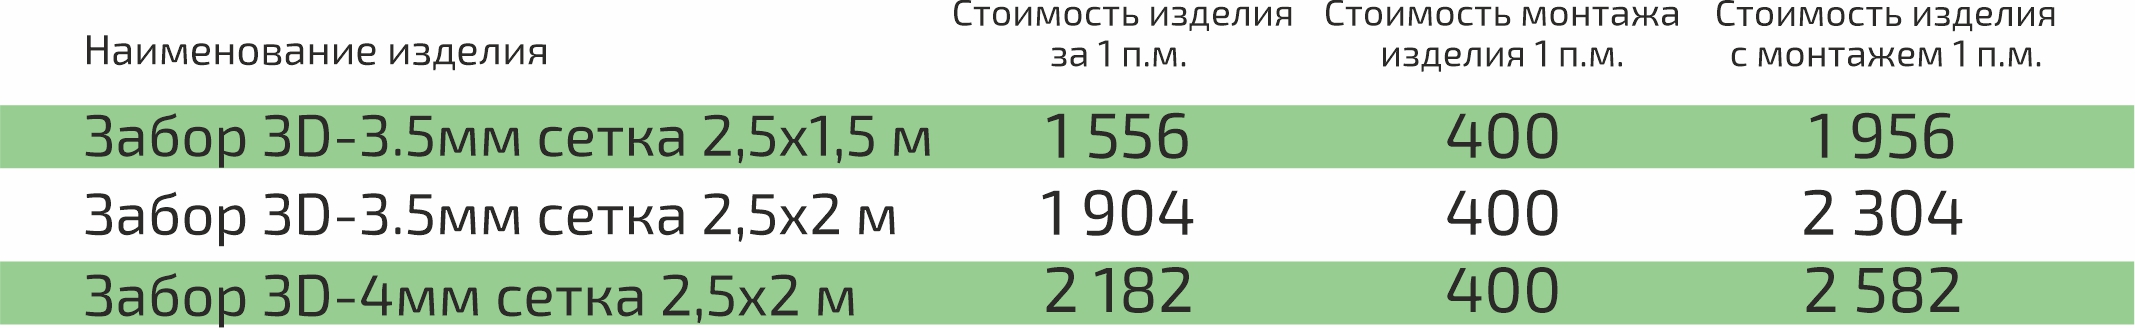 Наименование изделия
Стоимость изделия
за 1 п.м.
Стоимость монтажа
изделия 1 п.м.
Стоимость изделия
с монтажем 1 п.м.
Забор 3D-3.5мм сетка 2,5х1,5 м 1 556 400 1 956
Забор 3D-3.5мм сетка 2,5х2 м 1 904 400 2 304
Забор 3D-4мм сетка 2,5х2 м 2 182 400 2 582